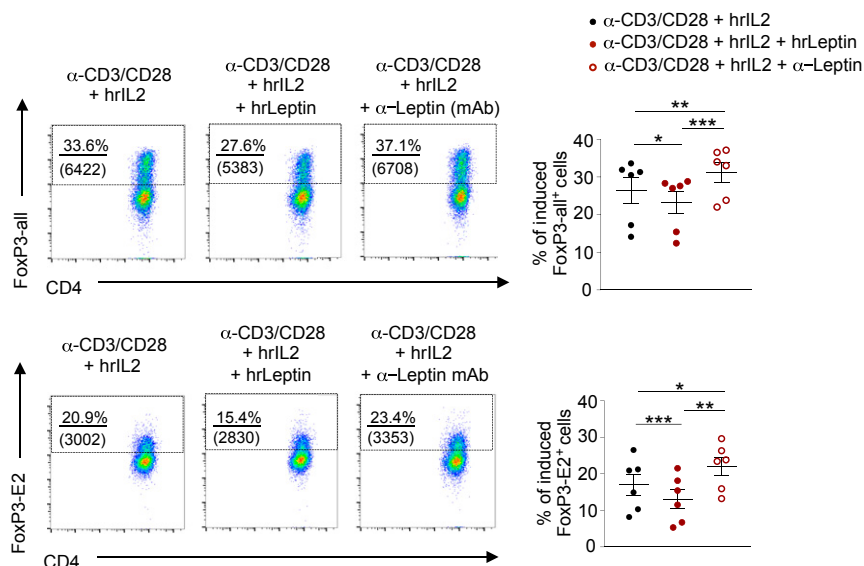 ● α-CD3/CD28 + hrIL2
● α-CD3/CD28 + hrIL2 + hrLeptin
○ α-CD3/CD28 + hrIL2 + α–Leptin
α-CD3/CD28
+ hrIL2
α-CD3/CD28
+ hrIL2
+ hrLeptin
α-CD3/CD28
+ hrIL2
+ α–Leptin (mAb)
33.6%
(6422)
27.6%
(5383)
37.1%
(6708)
FoxP3-all
CD4
% of induced
FoxP3-all⁺ cells
40
30
20
10
0
**
*
***
α-CD3/CD28
+ hrIL2
α-CD3/CD28
+ hrIL2
+ hrLeptin
α-CD3/CD28
+ hrIL2
+ α–Leptin mAb
20.9%
(3002)
15.4%
(2830)
23.4%
(3353)
FoxP3-E2
CD4
% of induced
FoxP3-E2⁺ cells
40
30
20
10
0
*
***
**